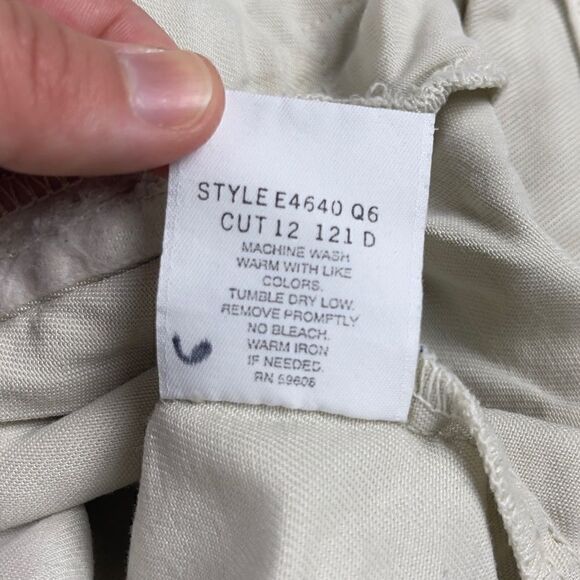 STYLE E4640 Q6
CUT 12 121 D
MACHINE WASH
WARM WITH LIKE
COLORS.
TUMBLE DRY LOW.
REMOVE PROMPTLY
NO BLEACH.
WARM IRON
IF NEEDED.
RN 59608